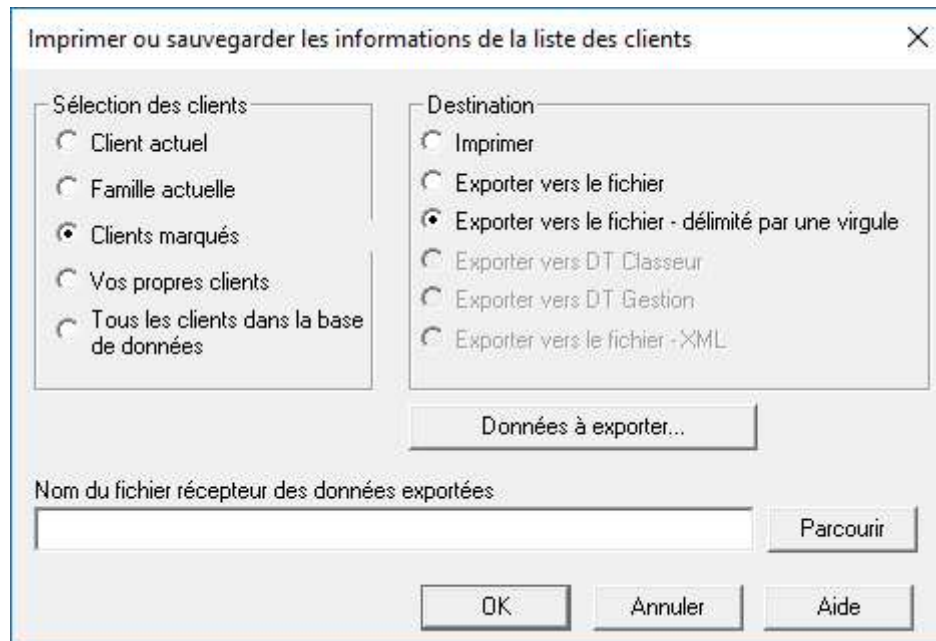 Imprimer ou sauvegarder les informations de la liste des clients
Sélection des clients
Client actuel
Famille actuelle
Clients marqués
Vos propres clients
Tous les clients dans la base
de données
Destination
Imprimer
Exporter vers le fichier
Exporter vers le fichier - délimité par une virgule
Exporter vers DT Classeur
Exporter vers DT Gestion
Exporter vers le fichier - XML
Données à exporter...
Nom du fichier récepteur des données exportées
Parcourir
OK
Annuler
Aide